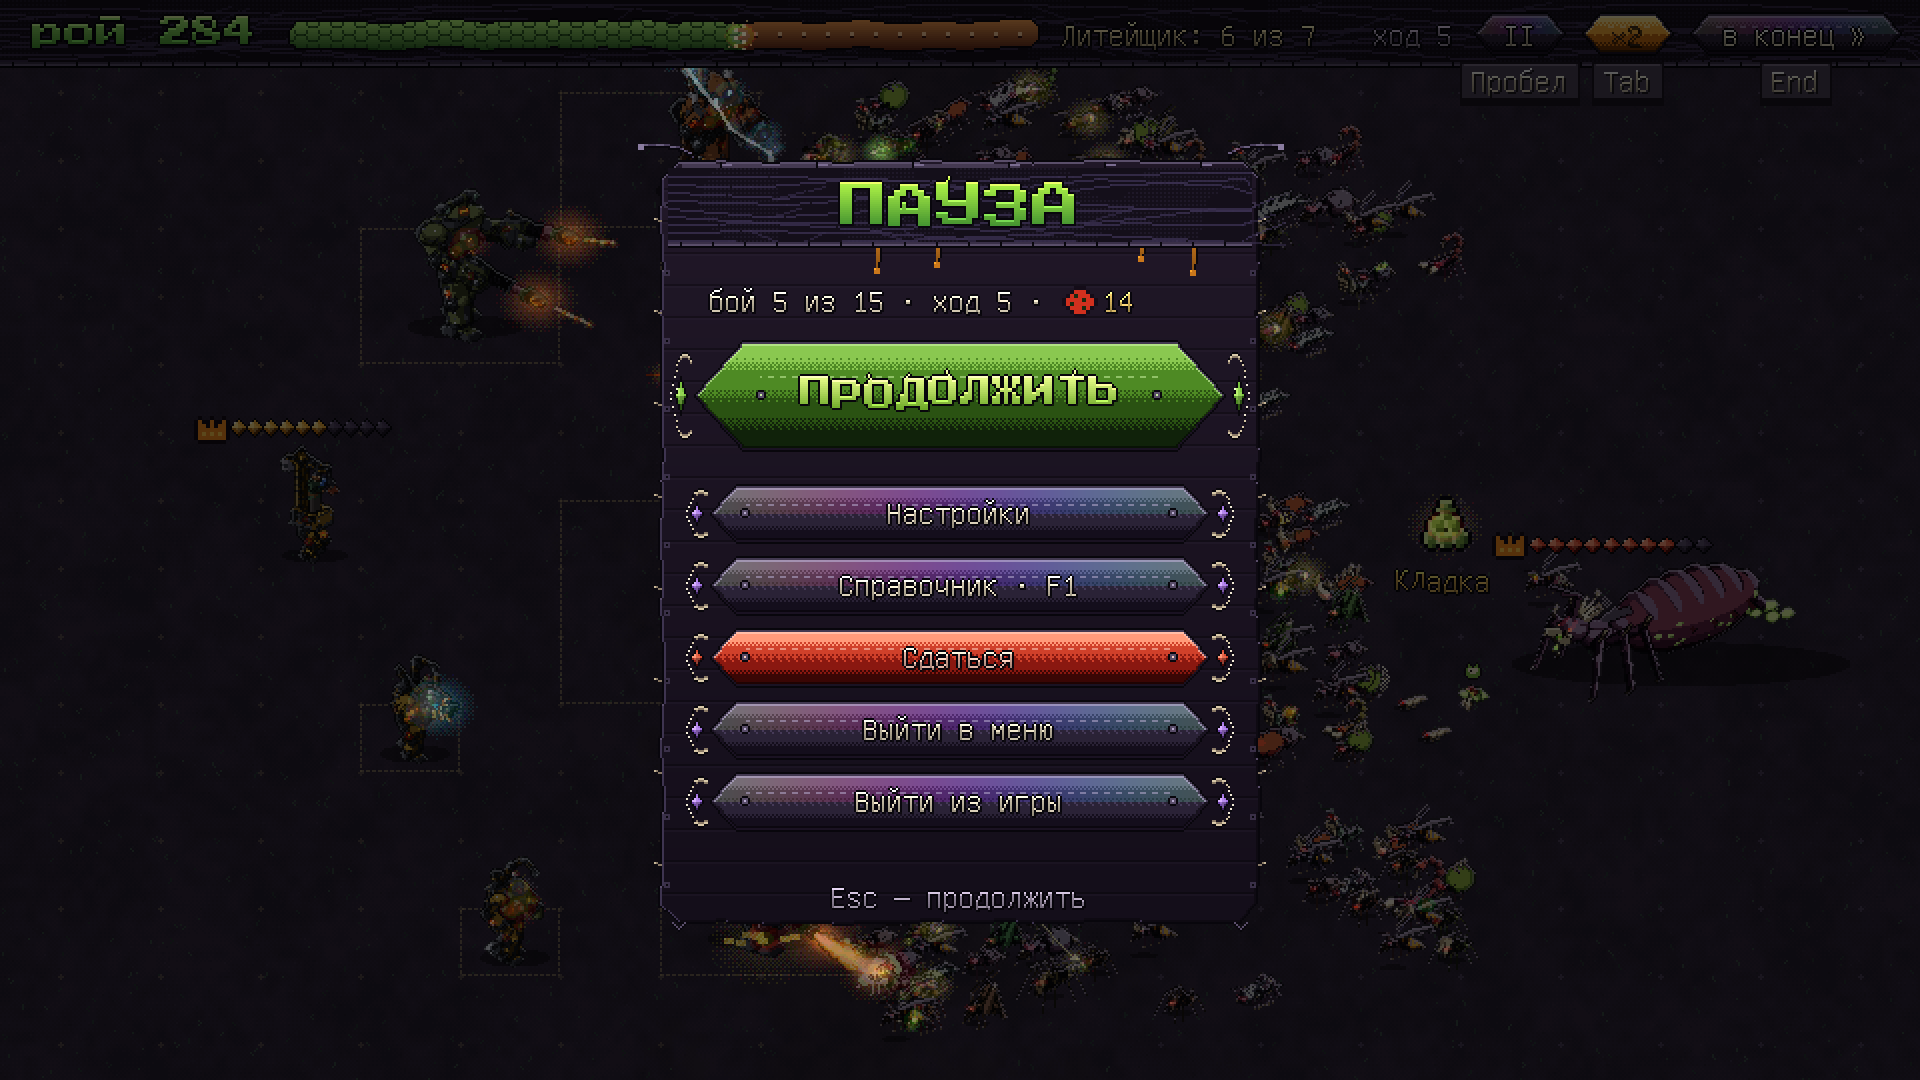 рой 284
Литейщик: 6 из 7
ход 5
II
×2
в конец »
Пробел
Tab
End
ПАУЗА
бой 5 из 15 · ход 5 · 14
ПРОДОЛЖИТЬ
Настройки
Справочник · F1
Сдаться
Выйти в меню
Выйти из игры
Esc — продолжить
Кладка